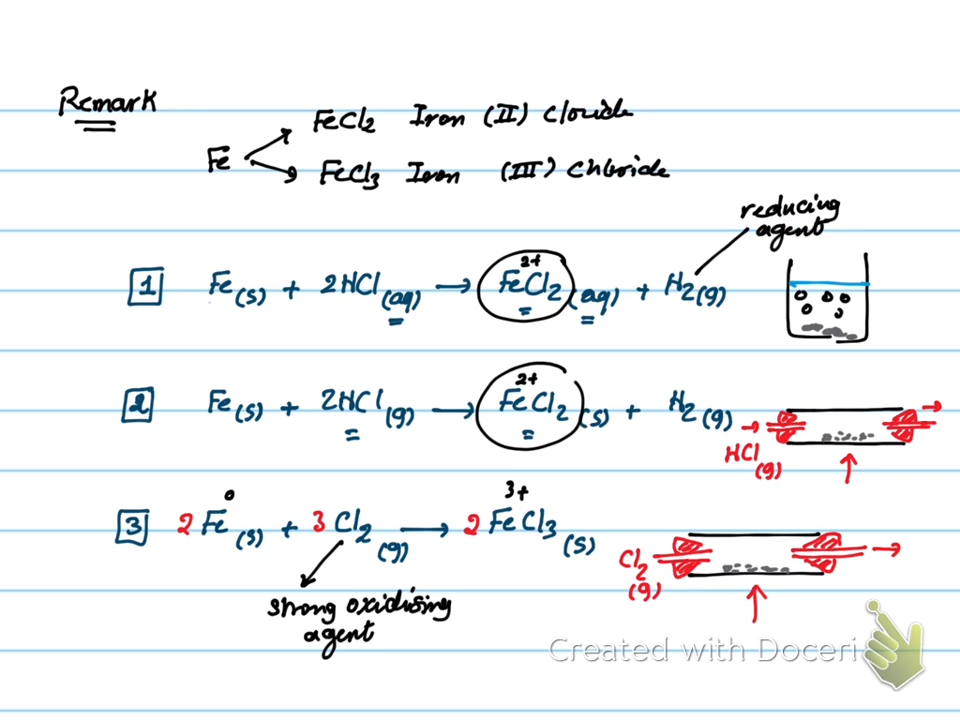 Remark
FeCl2 Iron (II) Cloride
Fe
FeCl3 Iron (III) Chloride
reducing
agent
2+
1 Fe(s) + 2HCl(aq) → FeCl2(aq) + H2(g)
2+
2 Fe(s) + 2HCl(g) → FeCl2(s) + H2(g)
HCl
(g)
0 3+
3 2Fe(s) + 3Cl2(g) → 2FeCl3(s)
Cl2
(g)
strong oxidising
agent
Created with Doceri